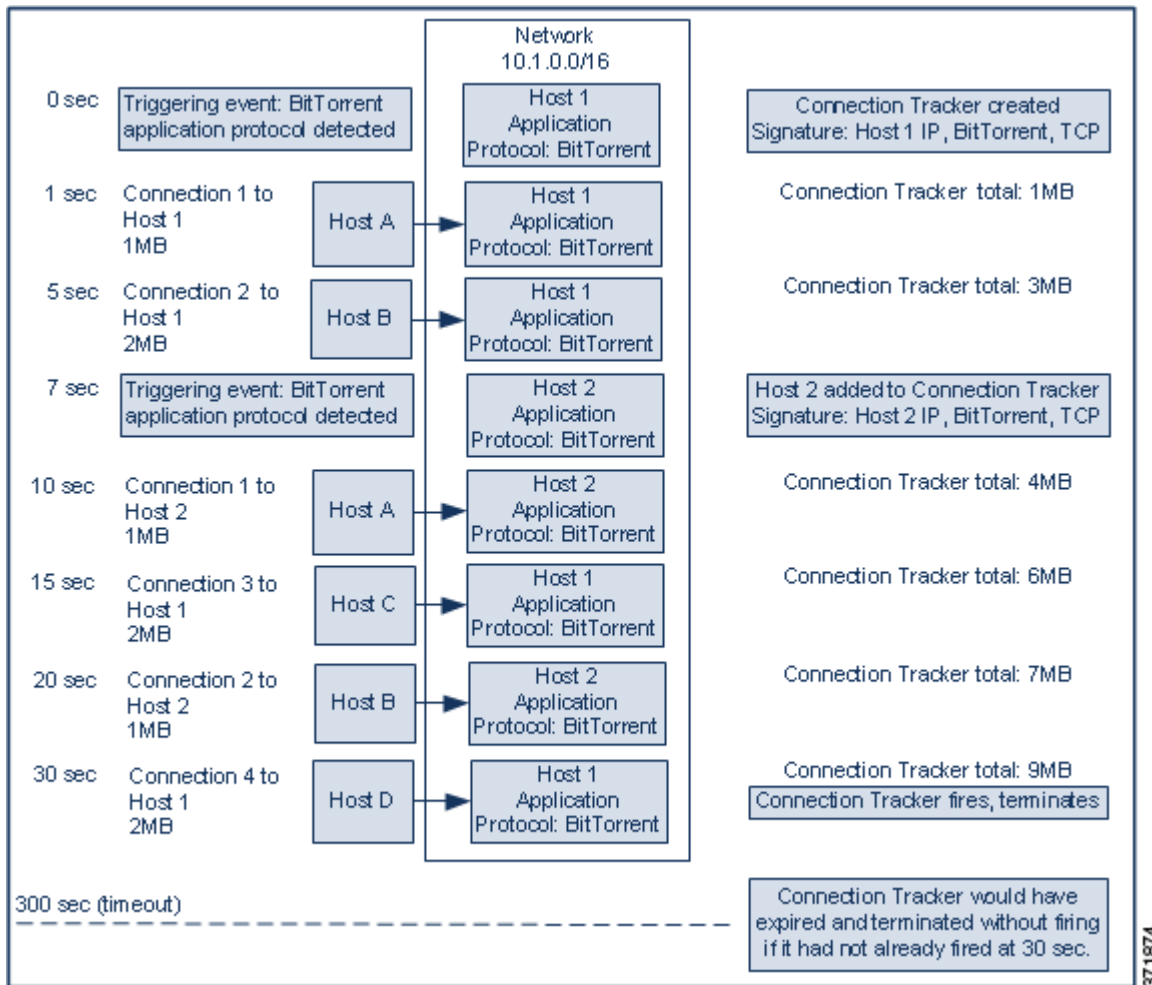 Network
10.1.0.0/16
0 sec
Triggering event: BitTorrent
application protocol detected
Host 1
Application
Protocol: BitTorrent
Connection Tracker created
Signature: Host 1 IP, BitTorrent, TCP
1 sec
Connection 1 to
Host 1
1MB
Host A
Host 1
Application
Protocol: BitTorrent
Connection Tracker total: 1MB
5 sec
Connection 2 to
Host 1
2MB
Host B
Host 1
Application
Protocol: BitTorrent
Connection Tracker total: 3MB
7 sec
Triggering event: BitTorrent
application protocol detected
Host 2
Application
Protocol: BitTorrent
Host 2 added to Connection Tracker
Signature: Host 2 IP, BitTorrent, TCP
10 sec
Connection 1 to
Host 2
1MB
Host A
Host 2
Application
Protocol: BitTorrent
Connection Tracker total: 4MB
15 sec
Connection 3 to
Host 1
2MB
Host C
Host 1
Application
Protocol: BitTorrent
Connection Tracker total: 6MB
20 sec
Connection 2 to
Host 2
1MB
Host B
Host 2
Application
Protocol: BitTorrent
Connection Tracker total: 7MB
30 sec
Connection 4 to
Host 1
2MB
Host D
Host 1
Application
Protocol: BitTorrent
Connection Tracker total: 9MB
Connection Tracker fires, terminates
300 sec (timeout)
Connection Tracker would have
expired and terminated without firing
if it had not already fired at 30 sec.
371874